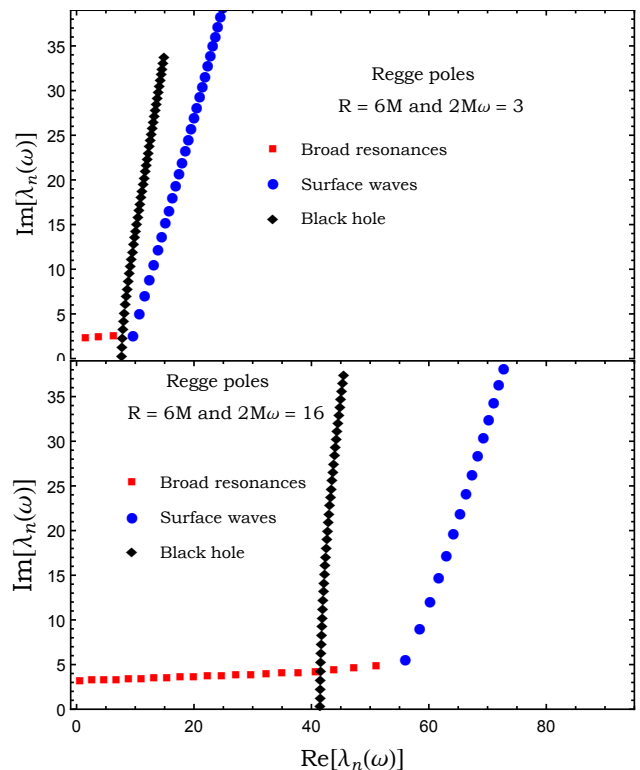 35
30
25
20
15
10
5
0
Im[λn(ω)]
Regge poles
R = 6M and 2Mω = 3
Broad resonances
Surface waves
Black hole
35
30
25
20
15
10
5
0
Im[λn(ω)]
Regge poles
R = 6M and 2Mω = 16
Broad resonances
Surface waves
Black hole
0 20 40 60 80
Re[λn(ω)]